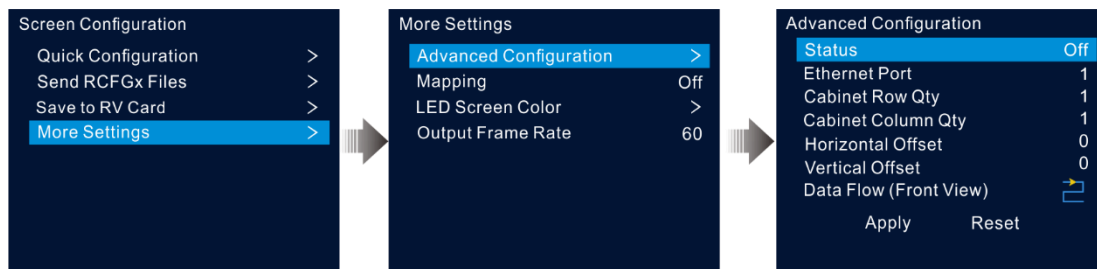 Screen Configuration
Quick Configuration >
Send RCFGx Files >
Save to RV Card >
More Settings >
More Settings
Advanced Configuration >
Mapping Off
LED Screen Color >
Output Frame Rate 60
Advanced Configuration
Status Off
Ethernet Port 1
Cabinet Row Qty 1
Cabinet Column Qty 1
Horizontal Offset 0
Vertical Offset 0
Data Flow (Front View)
Apply Reset